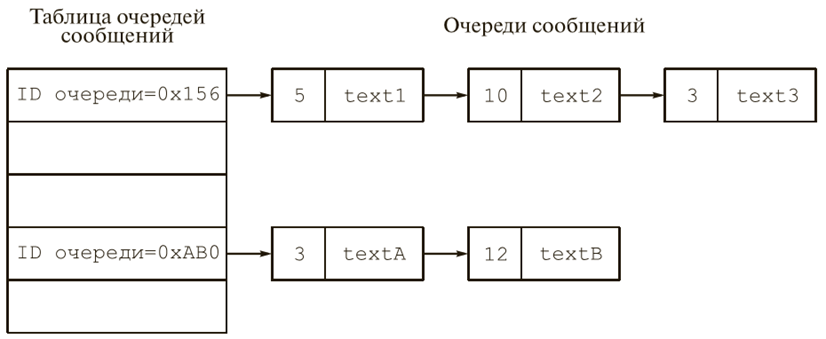 Таблица очередей
сообщений
Очереди сообщений
ID очереди=0x156
5 text1
10 text2
3 text3
ID очереди=0xAB0
3 textA
12 textB